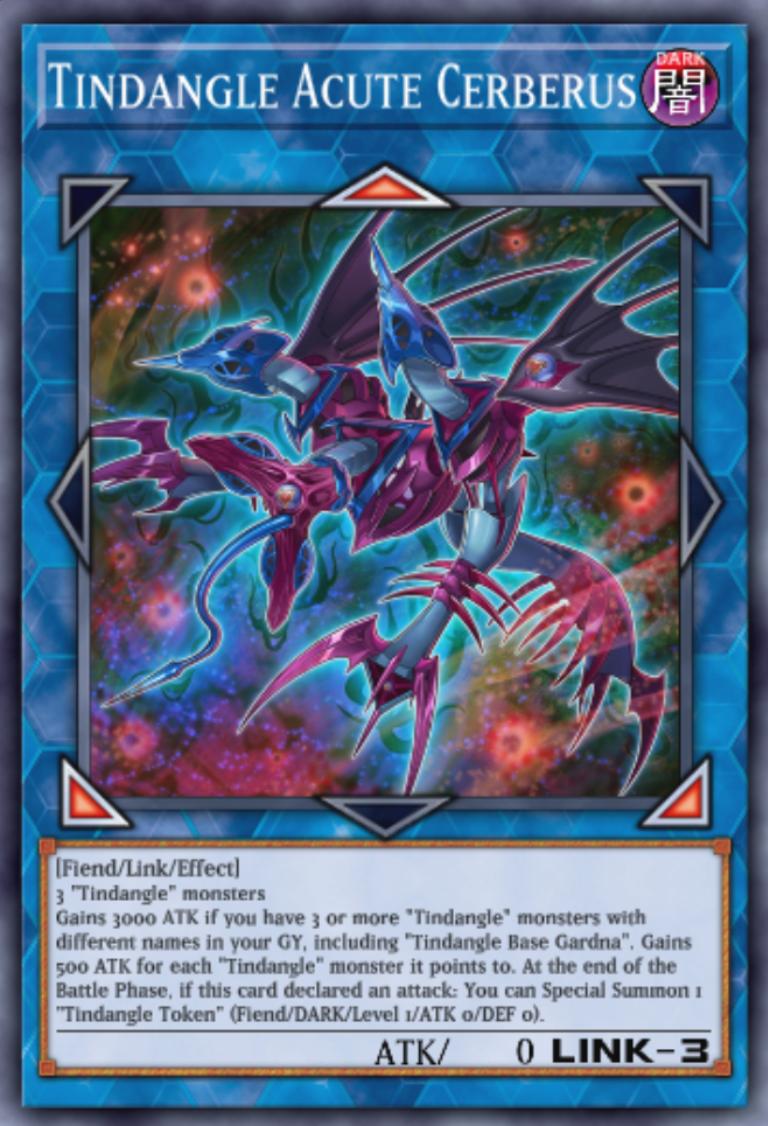 TINDANGLE ACUTE CERBERUS
DARK
闇
[Fiend/Link/Effect]
3 "Tindangle" monsters
Gains 3000 ATK if you have 3 or more "Tindangle" monsters with
different names in your GY, including "Tindangle Base Gardna". Gains
500 ATK for each "Tindangle" monster it points to. At the end of the
Battle Phase, if this card declared an attack: You can Special Summon 1
"Tindangle Token" (Fiend/DARK/Level 1/ATK 0/DEF 0).
ATK/ 0 LINK-3